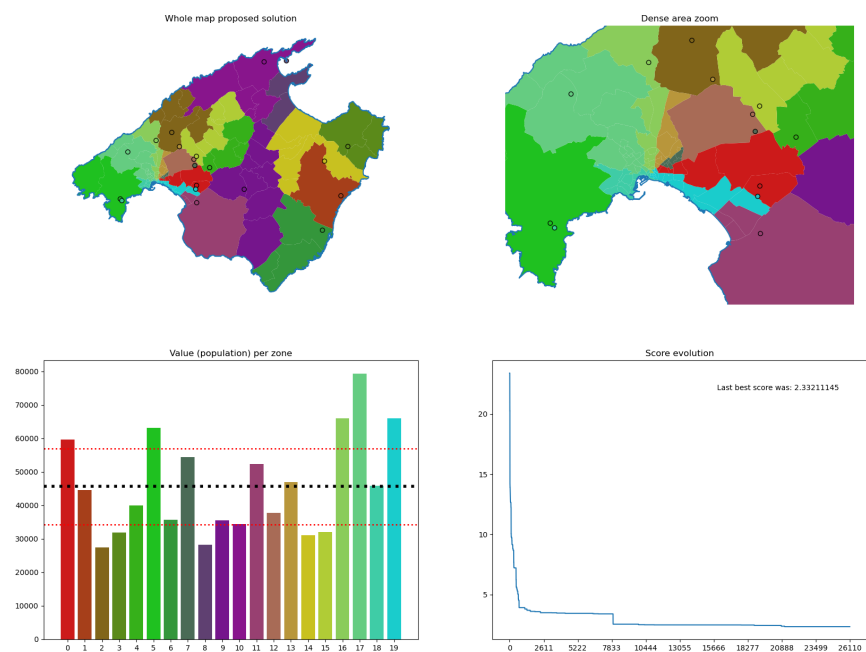 Whole map proposed solution
Dense area zoom
Value (population) per zone
80000
70000
60000
50000
40000
30000
20000
10000
0
0 1 2 3 4 5 6 7 8 9 10 11 12 13 14 15 16 17 18 19
Score evolution
Last best score was: 2.33211145
20
15
10
5
0 2611 5222 7833 10444 13055 15666 18277 20888 23499 26110